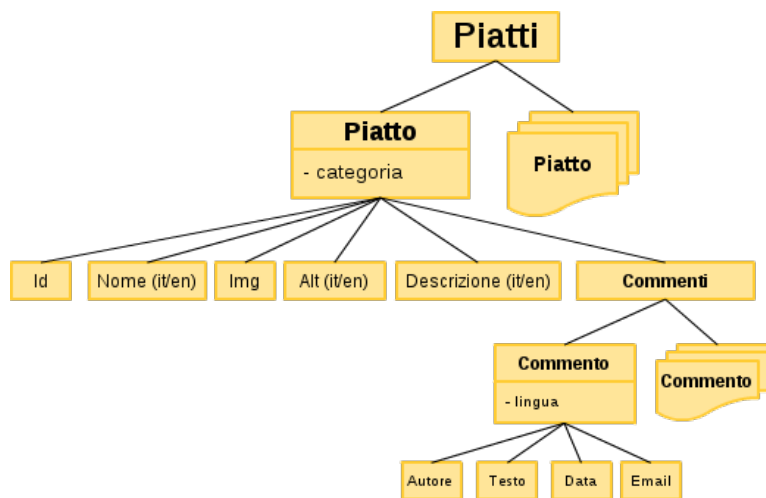 Piatti
Piatto
- categoria
Piatto
Id
Nome (it/en)
Img
Alt (it/en)
Descrizione (it/en)
Commenti
Commento
- lingua
Commento
Autore
Testo
Data
Email